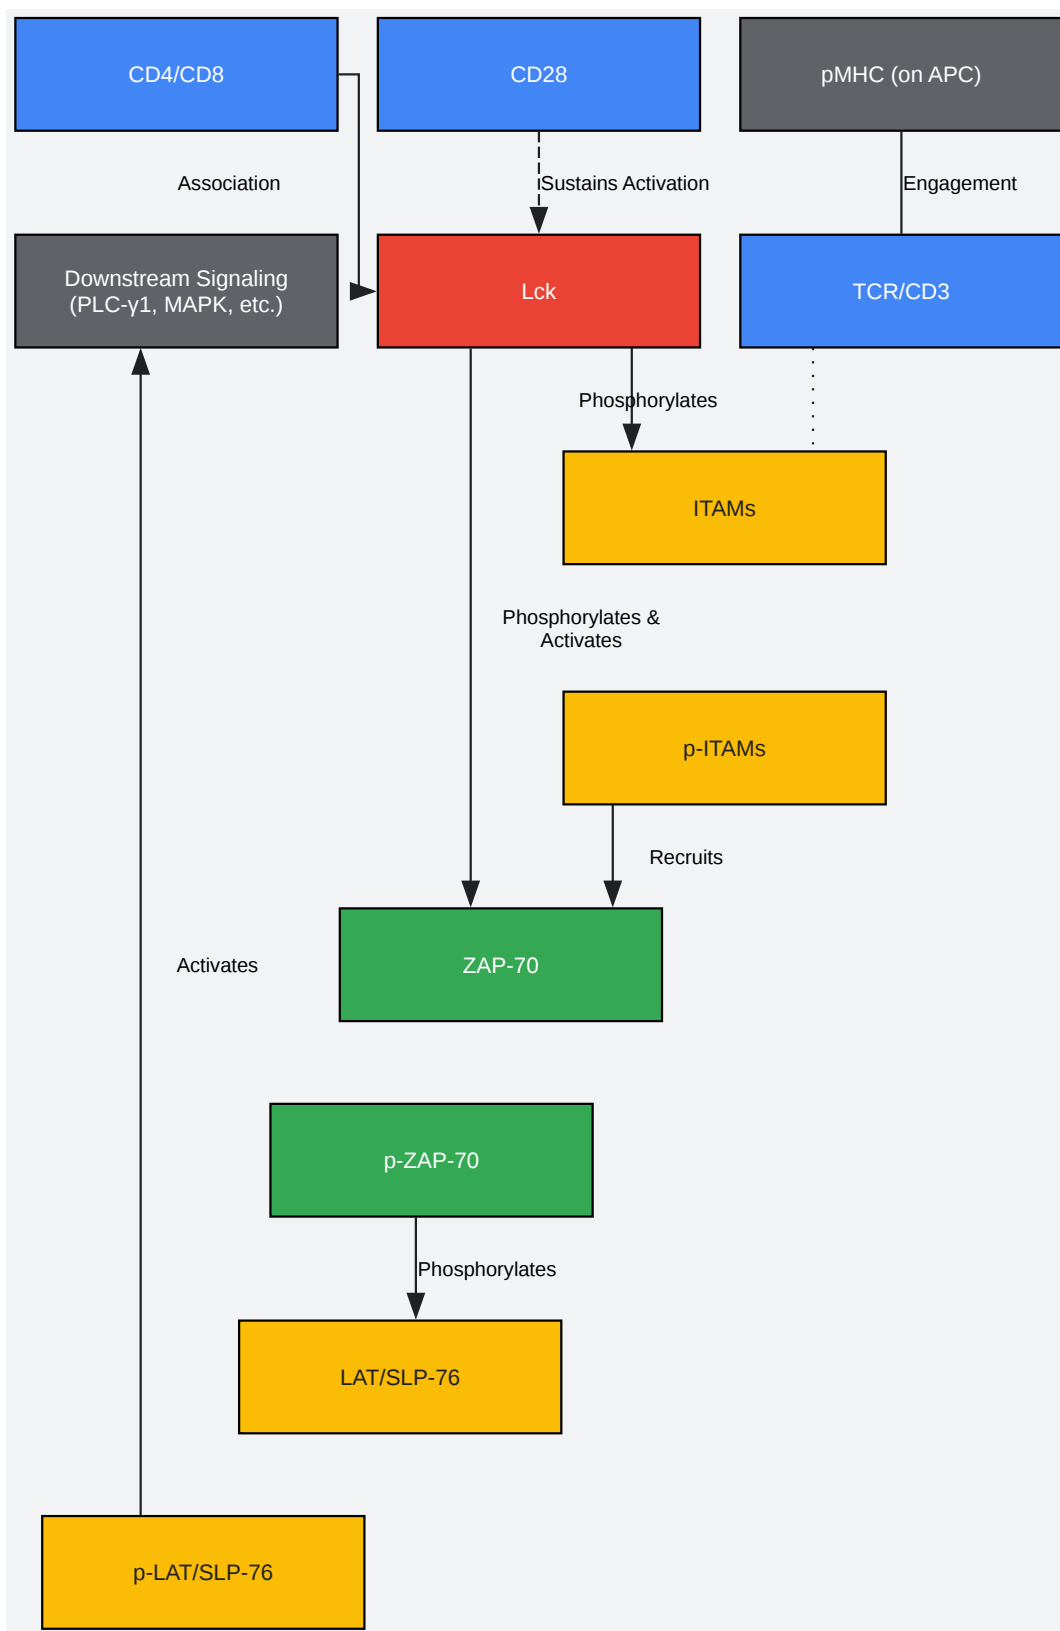 CD4/CD8
CD28
pMHC (on APC)
Association
Sustains Activation
Engagement
Downstream Signaling
(PLC-γ1, MAPK, etc.)
Lck
TCR/CD3
Phosphorylates
ITAMs
Phosphorylates &
Activates
p-ITAMs
Recruits
ZAP-70
Activates
p-ZAP-70
Phosphorylates
LAT/SLP-76
p-LAT/SLP-76